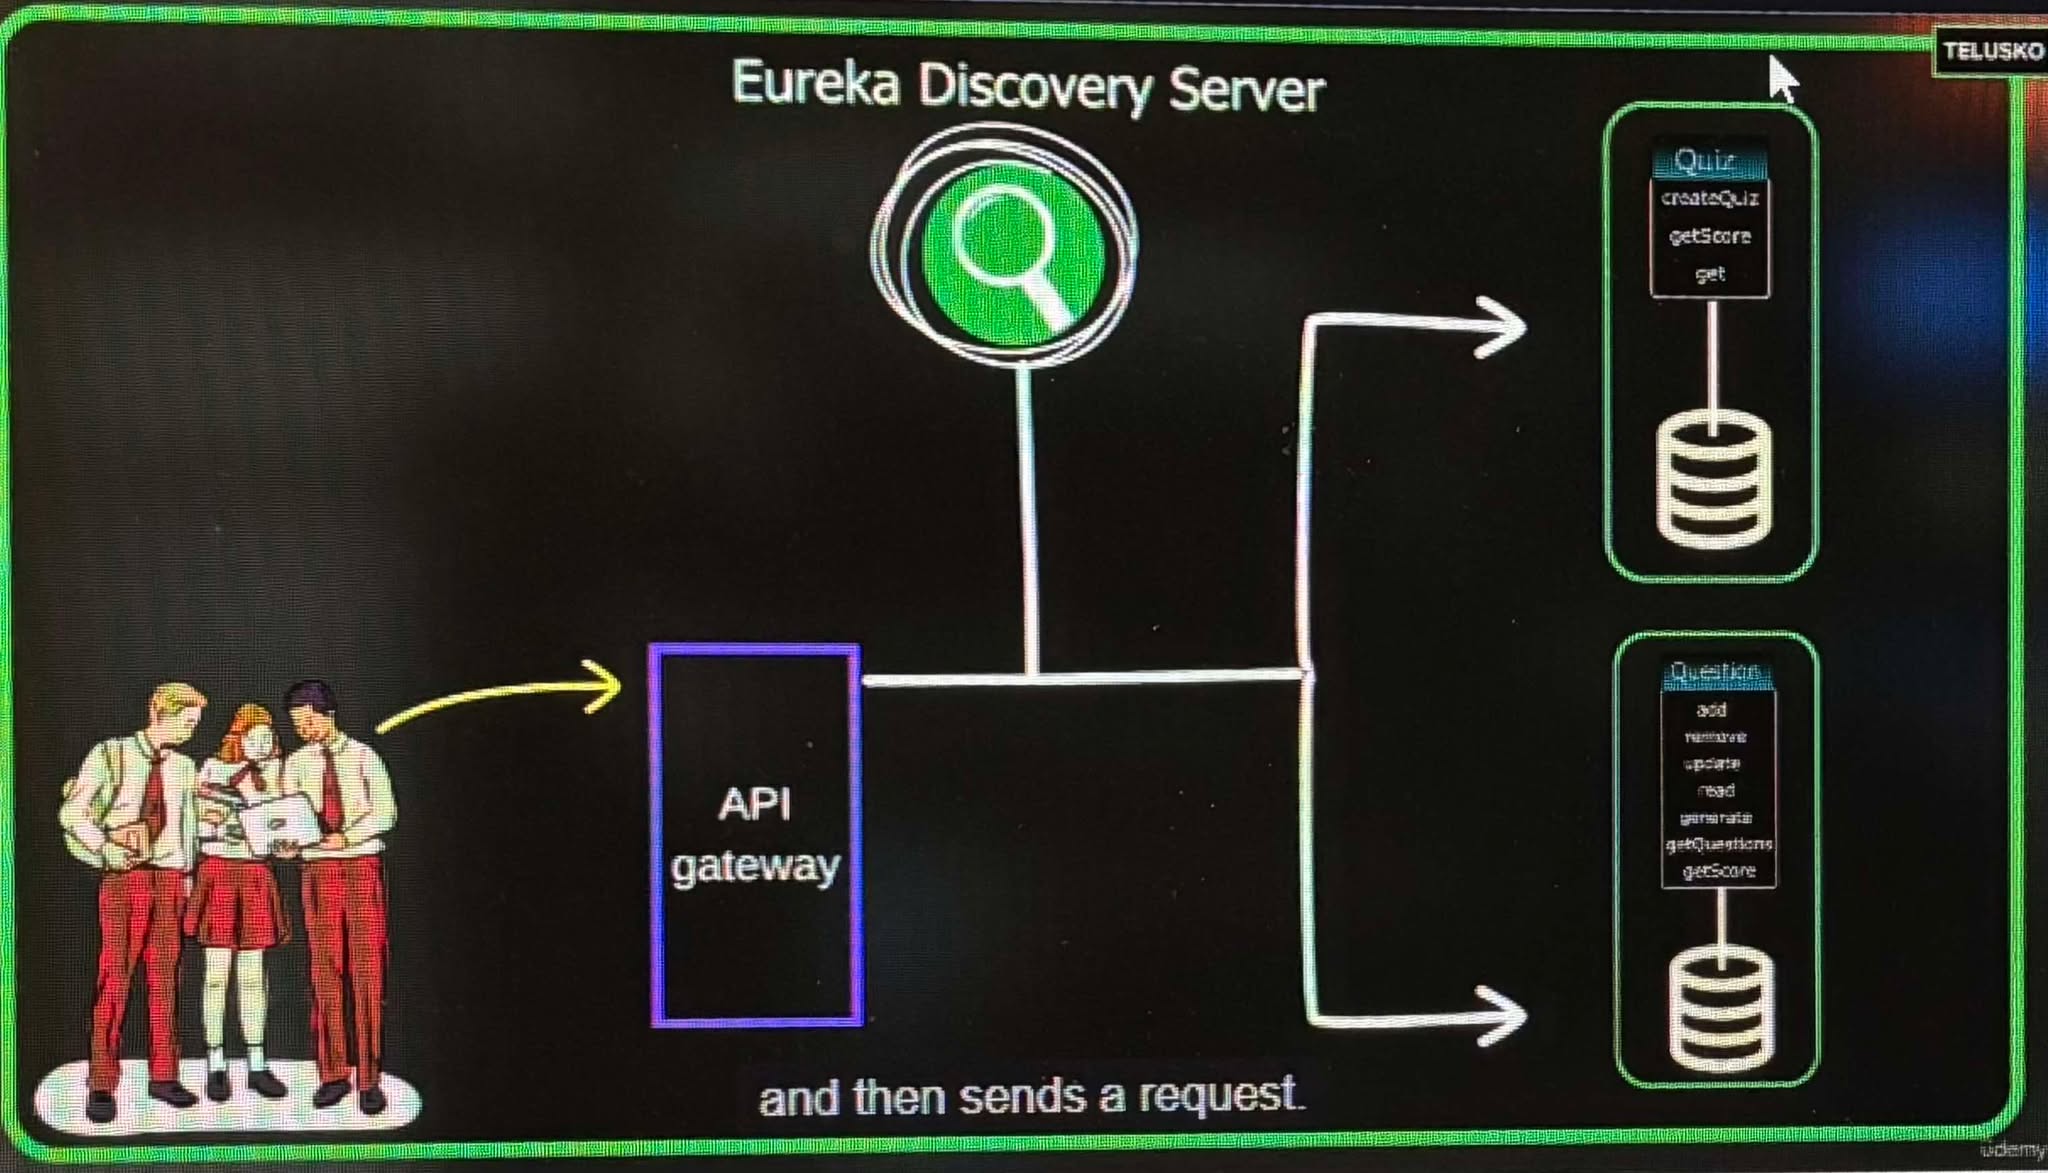 TELUSKO
Eureka Discovery Server
Quiz
createQuiz
getScore
get
API
gateway
Question
add
remove
update
read
generate
getQuestions
getScore
and then sends a request.
udemy